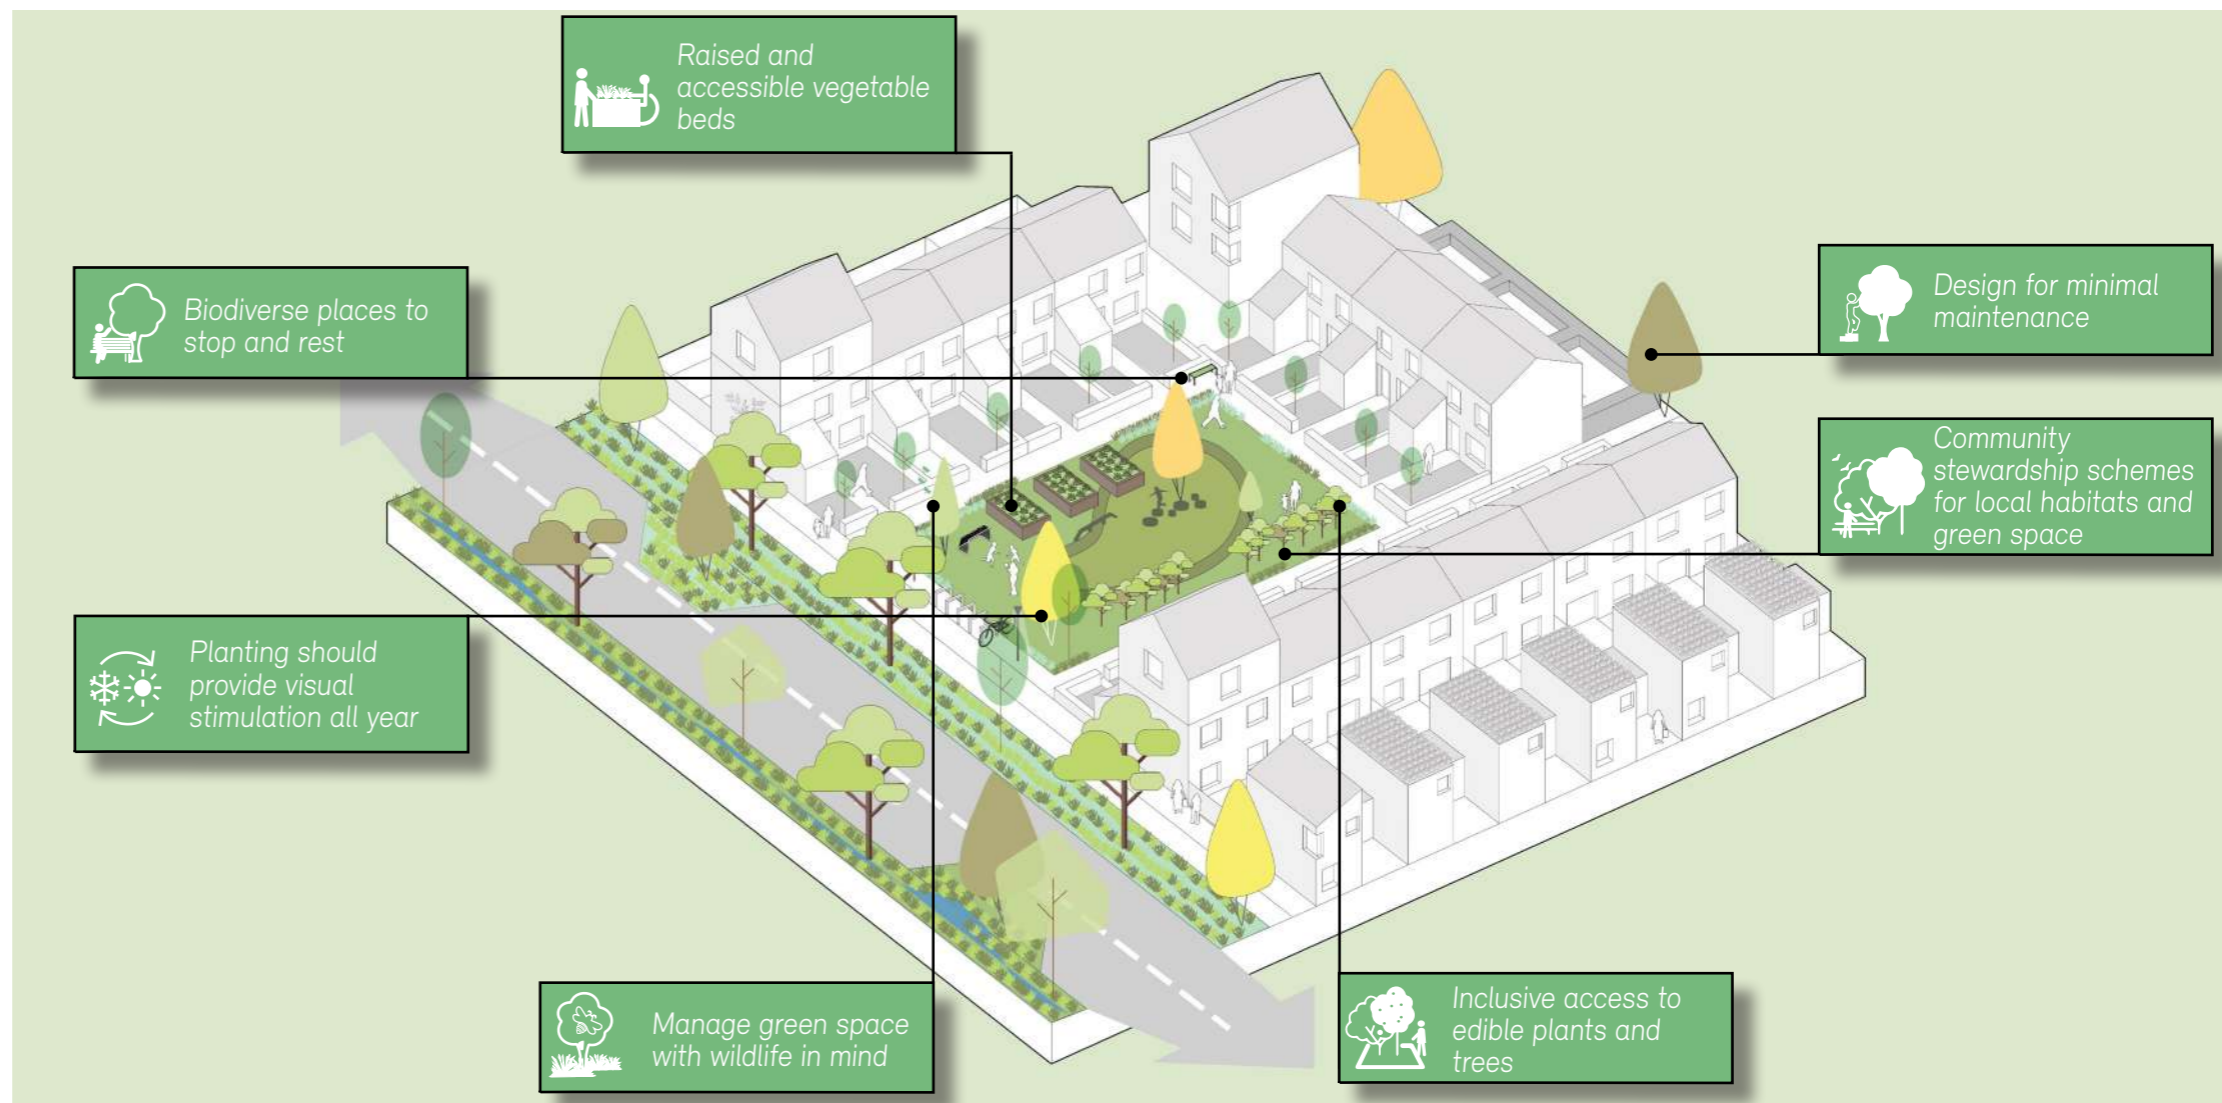 Raised and
accessible vegetable
beds
Biodiverse places to
stop and rest
Design for minimal
maintenance
Community
stewardship schemes
for local habitats and
green space
Planting should
provide visual
stimulation all year
Manage green space
with wildlife in mind
Inclusive access to
edible plants and
trees